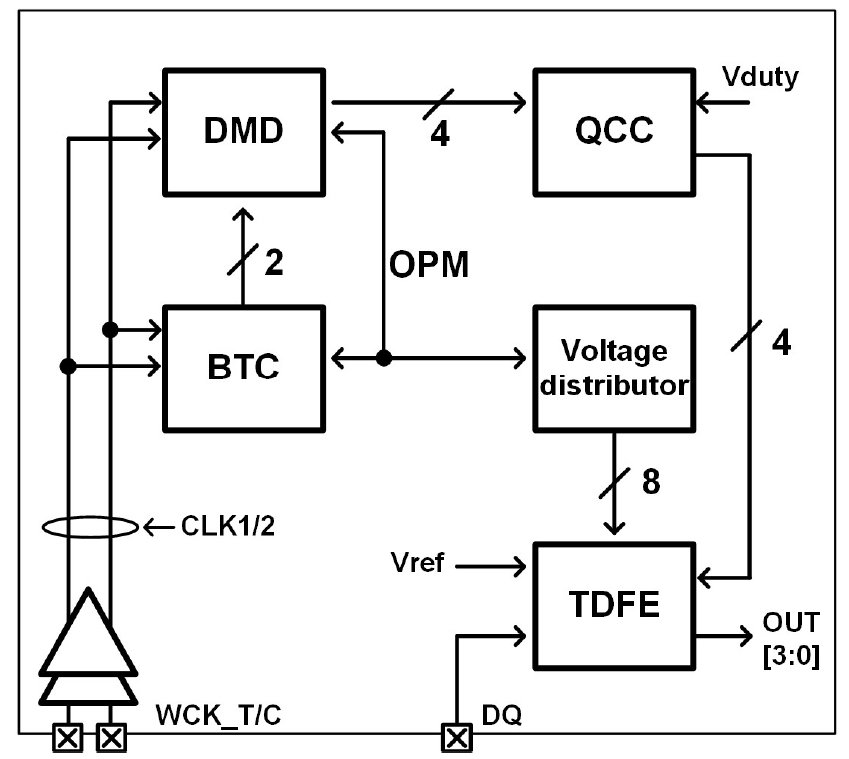 DMD
4
QCC
Vduty
2
OPM
BTC
Voltage
distributor
4
8
CLK1/2
Vref
TDFE
OUT
[3:0]
WCK_T/C
DQ